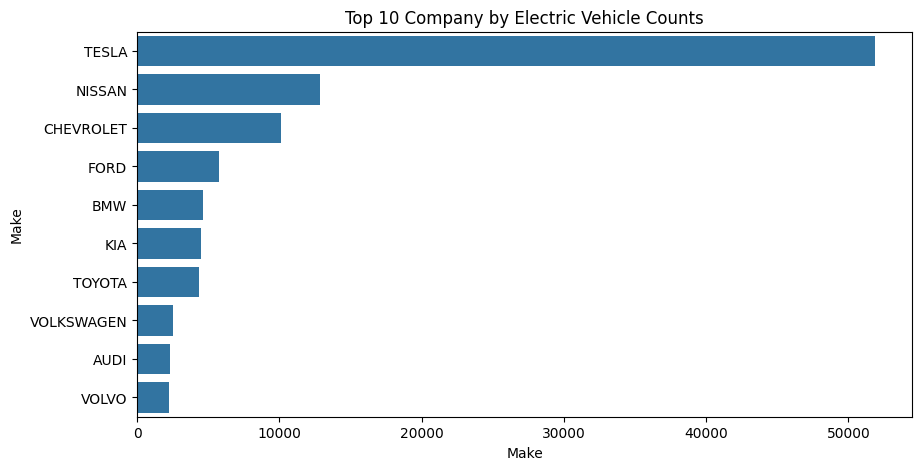 Top 10 Company by Electric Vehicle Counts
TESLA
NISSAN
CHEVROLET
FORD
BMW
KIA
TOYOTA
VOLKSWAGEN
AUDI
VOLVO
Make
0 10000 20000 30000 40000 50000
Make